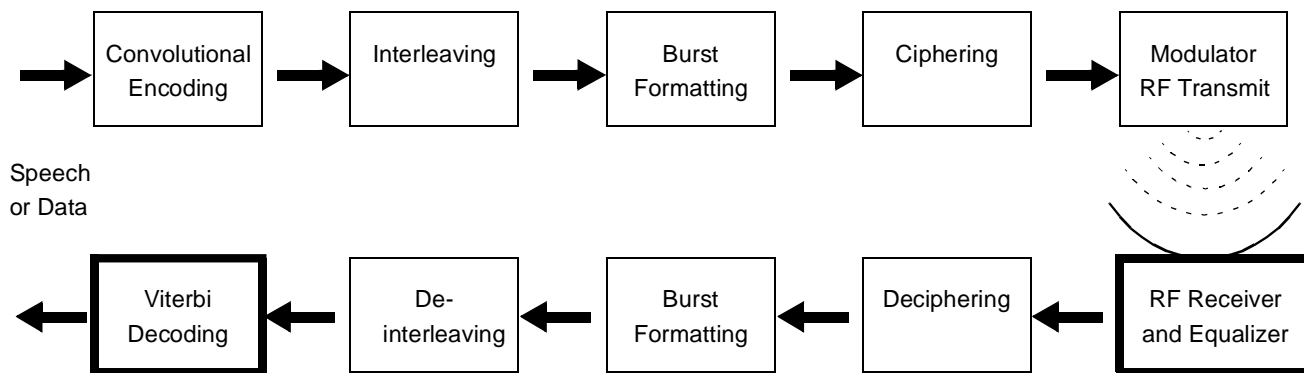 Convolutional
Encoding
Interleaving
Burst
Formatting
Ciphering
Modulator
RF Transmit
Speech
or Data
Viterbi
Decoding
De-
interleaving
Burst
Formatting
Deciphering
RF Receiver
and Equalizer